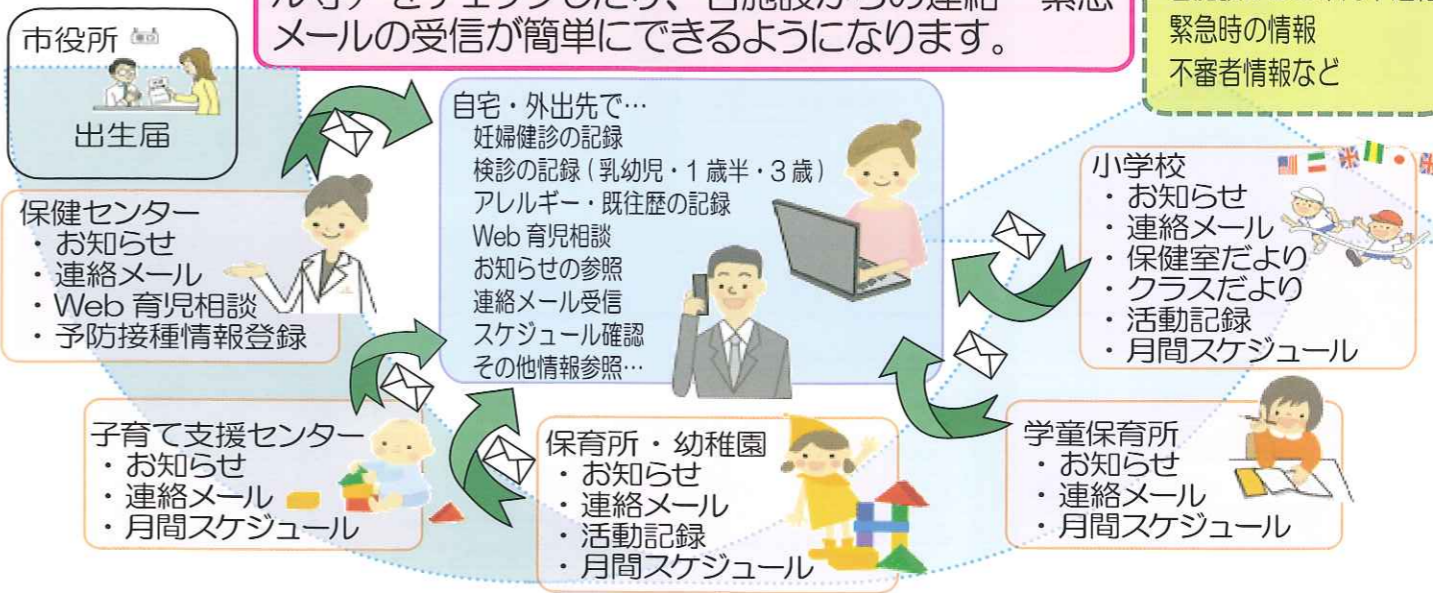 メールの受信が簡単にできるようになります。
緊急時の情報
不審者情報など
市役所
出生届
自宅・外出先で…
妊婦健診の記録
検診の記録(乳幼児・1歳半・3歳)
アレルギー・既往歴の記録
Web育児相談
お知らせの参照
連絡メール受信
スケジュール確認
その他情報参照…
保健センター
・お知らせ
・連絡メール
・Web育児相談
・予防接種情報登録
小学校
・お知らせ
・連絡メール
・保健室だより
・クラスだより
・活動記録
・月間スケジュール
子育て支援センター
・お知らせ
・連絡メール
・月間スケジュール
保育所・幼稚園
・お知らせ
・連絡メール
・活動記録
・月間スケジュール
学童保育所
・お知らせ
・連絡メール
・月間スケジュール